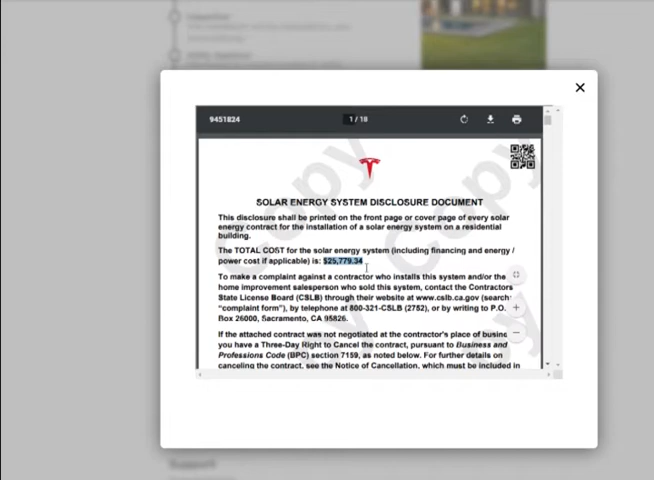 9451824
1 / 18
Copy
Copy
SOLAR ENERGY SYSTEM DISCLOSURE DOCUMENT
This disclosure shall be printed on the front page or cover page of every solar
energy contract for the installation of a solar energy system on a residential
building.
The TOTAL COST for the solar energy system (including financing and energy /
power cost if applicable) is: $25,779.34
To make a complaint against a contractor who installs this system and/or the
home improvement salesperson who sold this system, contact the Contractors
State License Board (CSLB) through their website at www.cslb.ca.gov (search
"complaint form"), by telephone at 800-321-CSLB (2752), or by writing to P.O.
Box 26000, Sacramento, CA 95826.
If the attached contract was not negotiated at the contractor's place of busine
you have a Three-Day Right to Cancel the contract, pursuant to Business and
Professions Code (BPC) section 7159, as noted below. For further details on
canceling the contract, see the Notice of Cancellation, which must be included in
Support